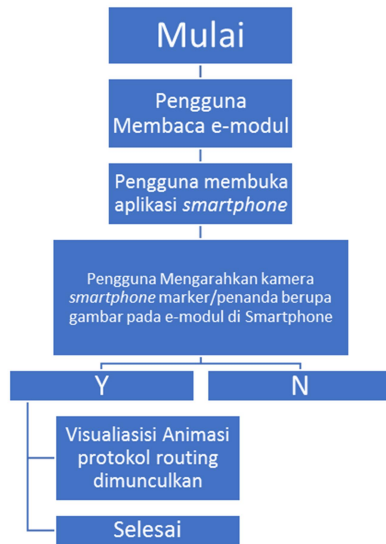 Mulai
Pengguna
Membaca e-modul
Pengguna membuka
aplikasi smartphone
Pengguna Mengarahkan kamera
smartphone marker/penanda berupa
gambar pada e-modul di Smartphone
Y
N
Visualiasisi Animasi
protokol routing
dimunculkan
Selesai